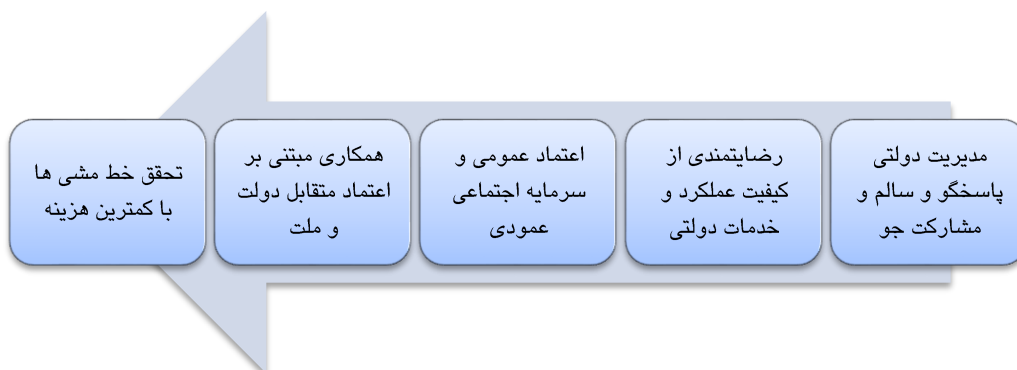 مدیریت دولتی
پاسخگو و سالم و
مشارکت جو
رضایتمندی از
کیفیت عملکرد و
خدمات دولتی
اعتماد عمومی و
سرمایه اجتماعی
عمودی
همکاری مبتنی بر
اعتماد متقابل دولت
و ملت
تحقق خط مشی ها
با کمترین هزینه